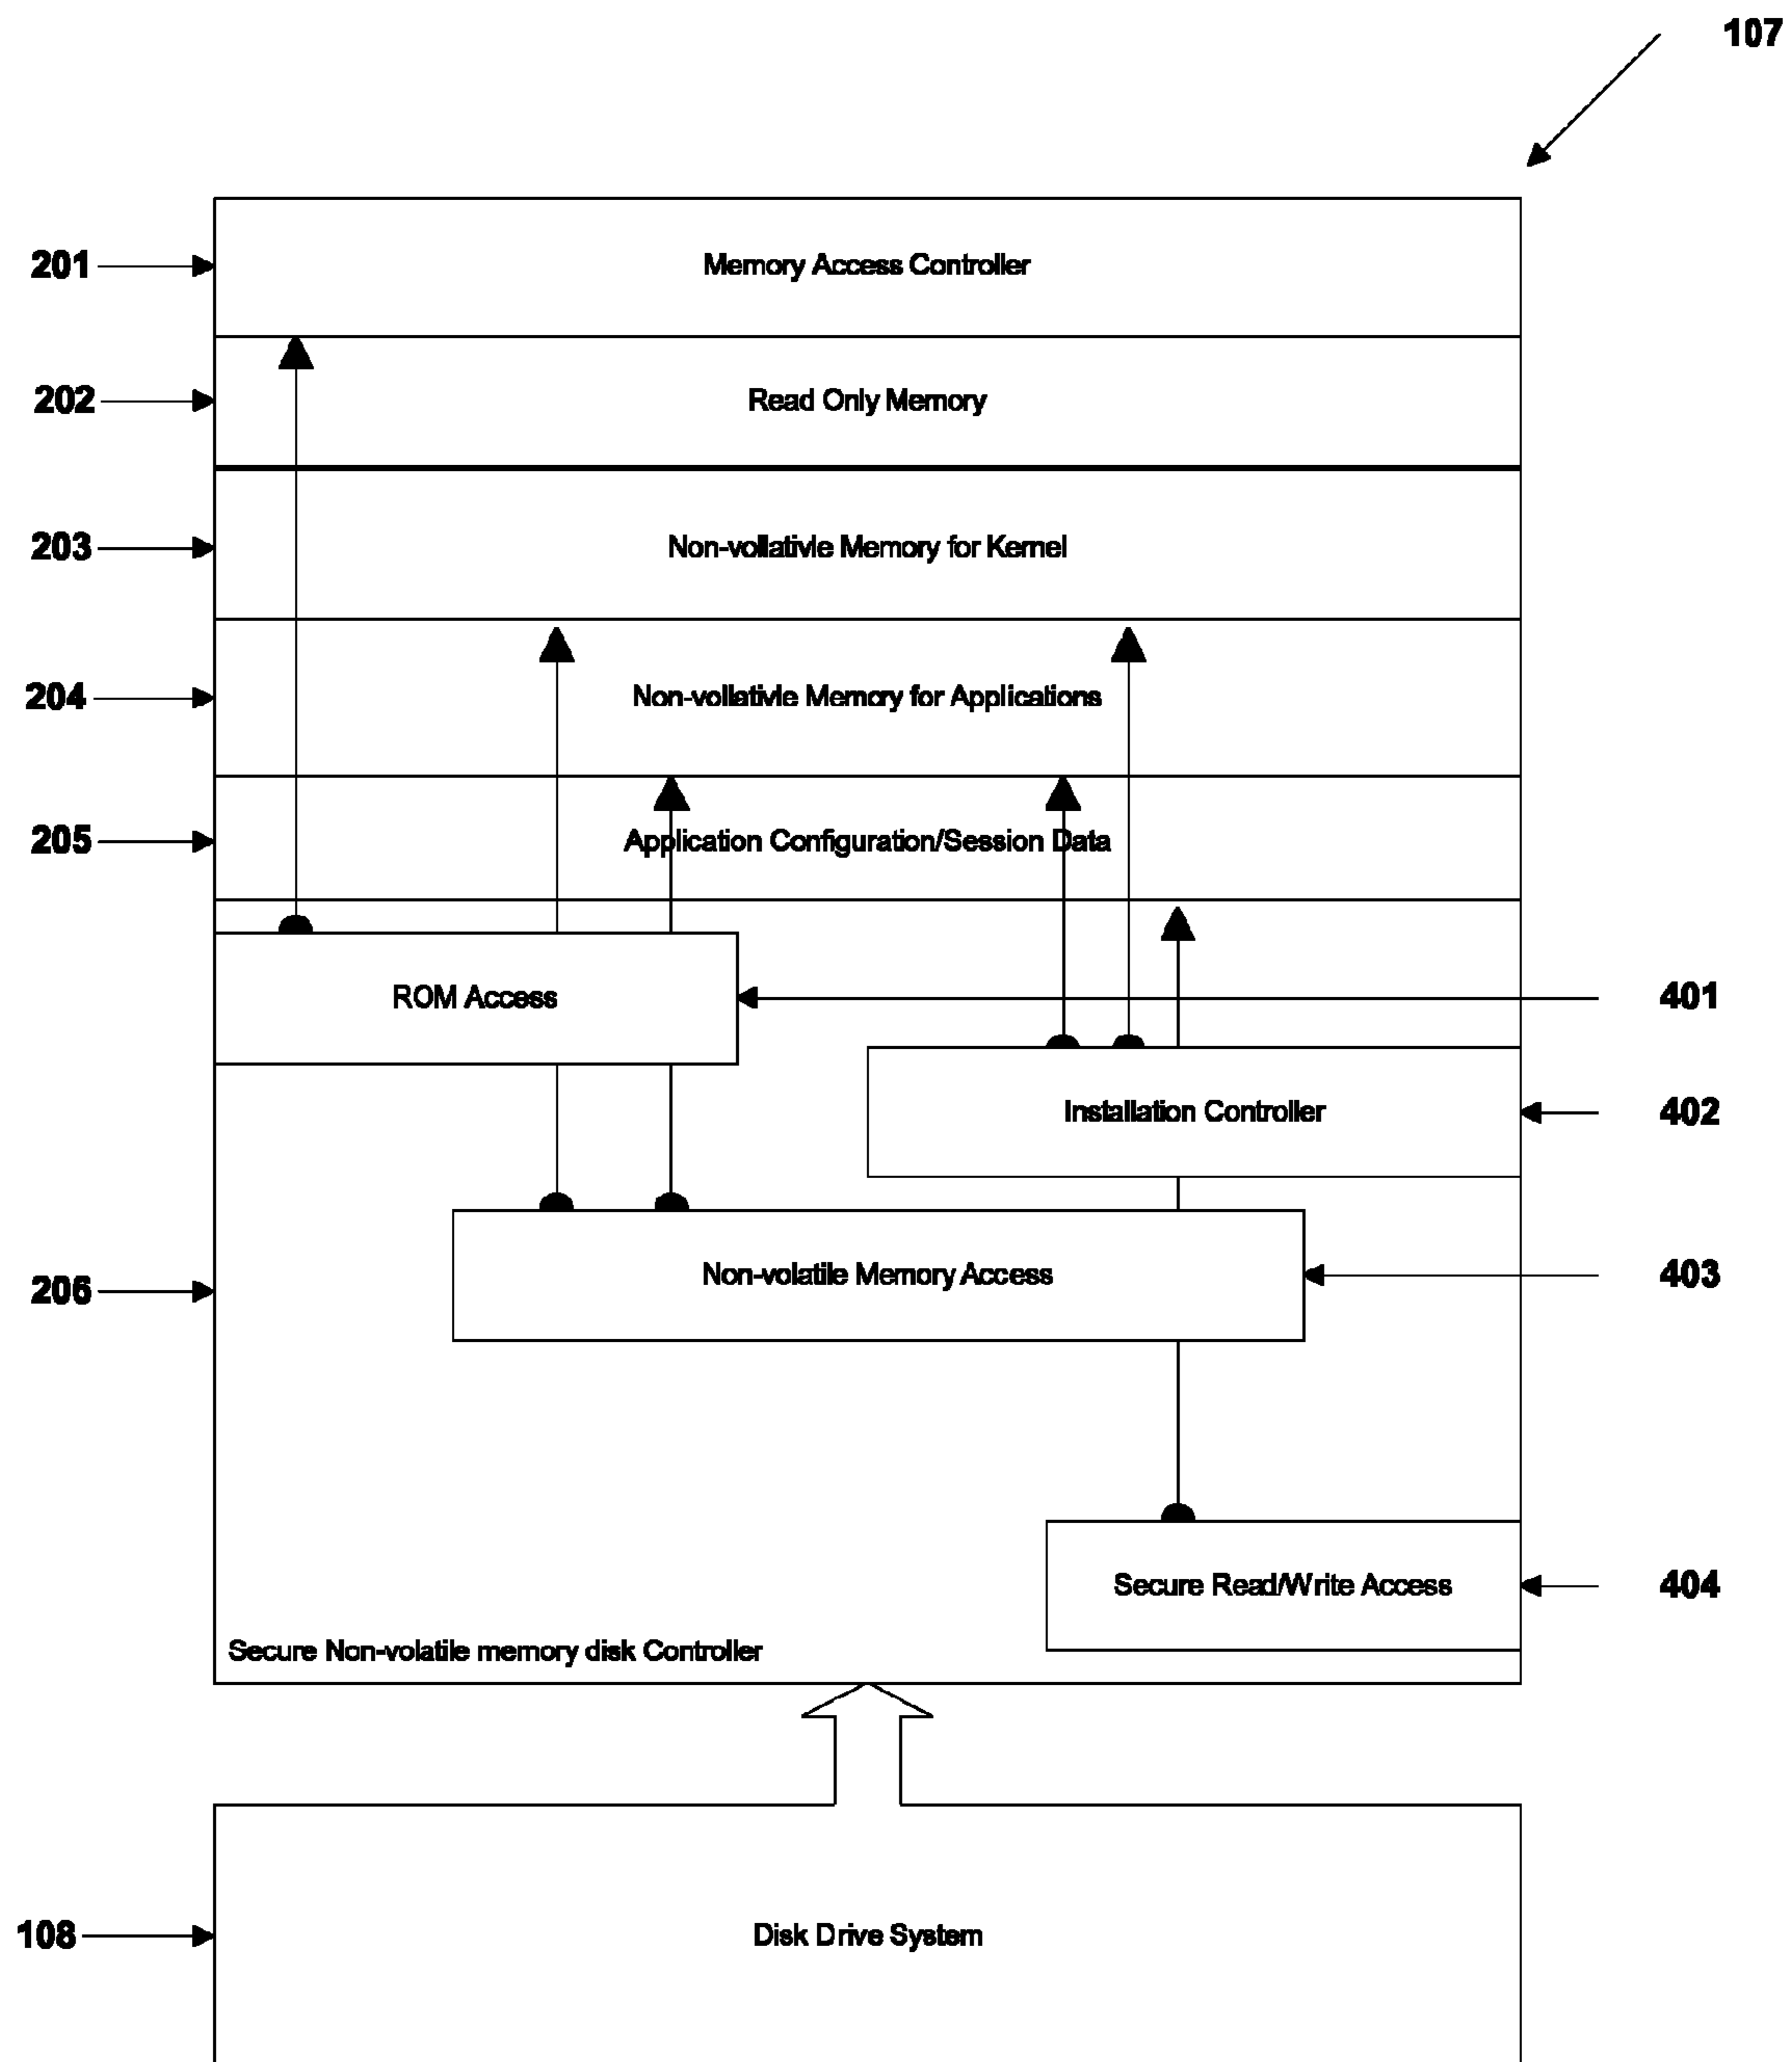 107
201
Memory Access Controller
202
Read Only Memory
203
Non-vollativle Memory for Kernel
204
Non-vollativle Memory for Applications
205
Application Configuration/Session Data
ROM Access
401
Installation Controller
402
206
Non-volatile Memory Access
403
Secure Read/Write Access
404
Secure Non-volatile memory disk Controller
108
Disk Drive System